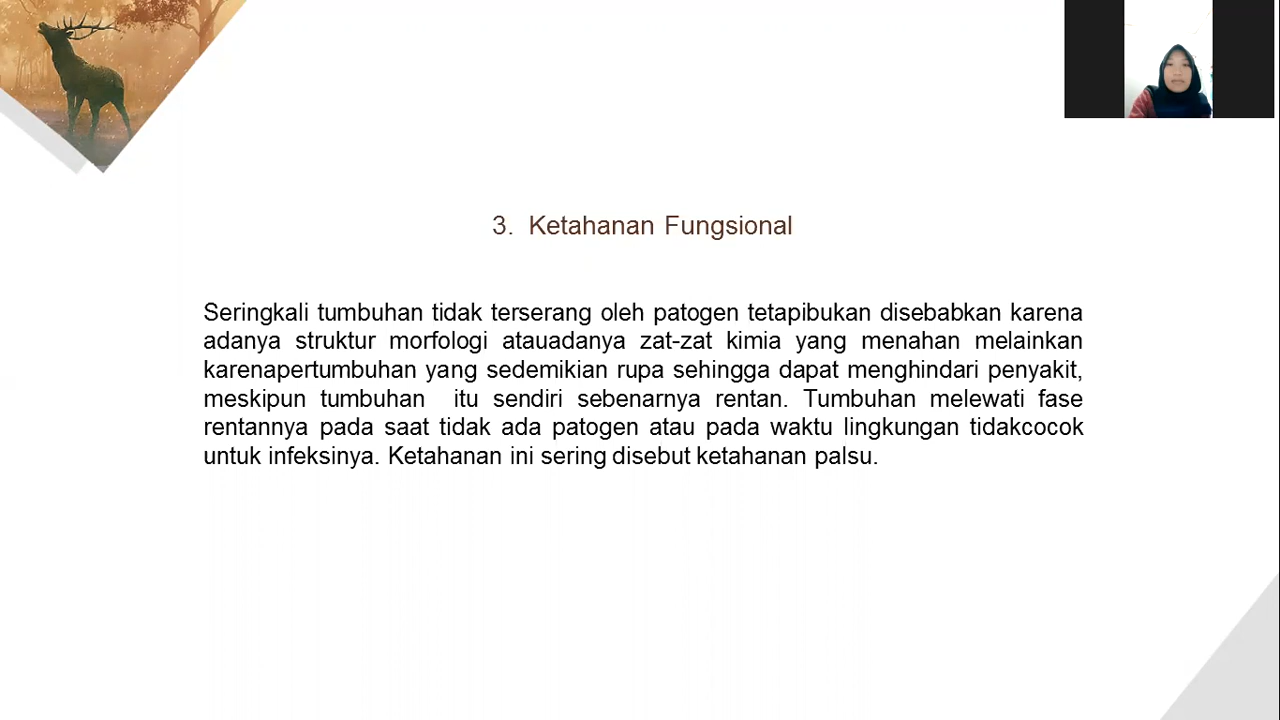 3. Ketahanan Fungsional
Seringkali tumbuhan tidak terserang oleh patogen tetapibukan disebabkan karena
adanya struktur morfologi atauadanya zat-zat kimia yang menahan melainkan
karenapertumbuhan yang sedemikian rupa sehingga dapat menghindari penyakit,
meskipun tumbuhan itu sendiri sebenarnya rentan. Tumbuhan melewati fase
rentannya pada saat tidak ada patogen atau pada waktu lingkungan tidakcocok
untuk infeksinya. Ketahanan ini sering disebut ketahanan palsu.